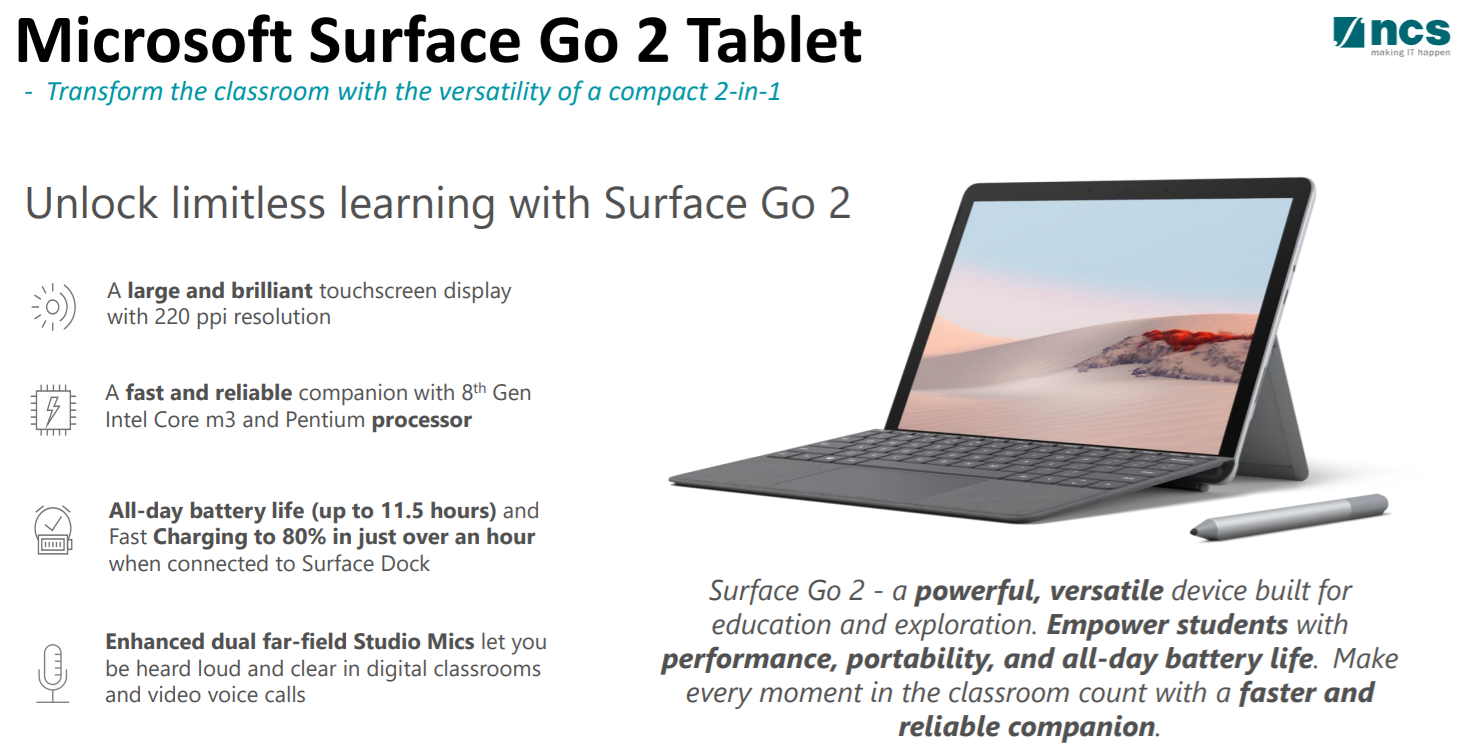 Microsoft Surface Go 2 Tablet
ncs
making IT happen
- Transform the classroom with the versatility of a compact 2-in-1
Unlock limitless learning with Surface Go 2
A large and brilliant touchscreen display
with 220 ppi resolution
A fast and reliable companion with 8th Gen
Intel Core m3 and Pentium processor
All-day battery life (up to 11.5 hours) and
Fast Charging to 80% in just over an hour
when connected to Surface Dock
Enhanced dual far-field Studio Mics let you
be heard loud and clear in digital classrooms
and video voice calls
Surface Go 2 - a powerful, versatile device built for
education and exploration. Empower students with
performance, portability, and all-day battery life. Make
every moment in the classroom count with a faster and
reliable companion.